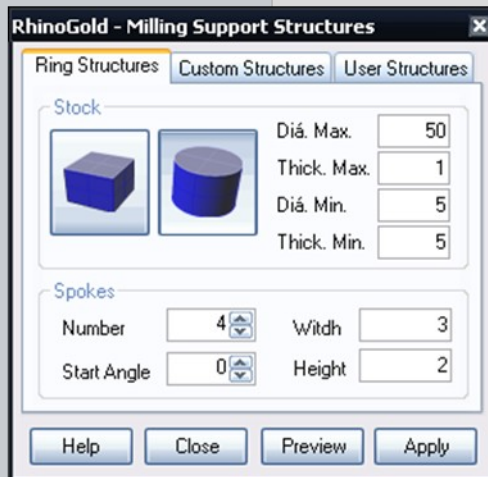 RhinoGold - Milling Support Structures
Ring Structures Custom Structures User Structures
Stock
Diá. Max. 50
Thick. Max. 1
Diá. Min. 5
Thick. Min. 5
Spokes
Number 4 Witdh 3
Start Angle 0 Height 2
Help Close Preview Apply